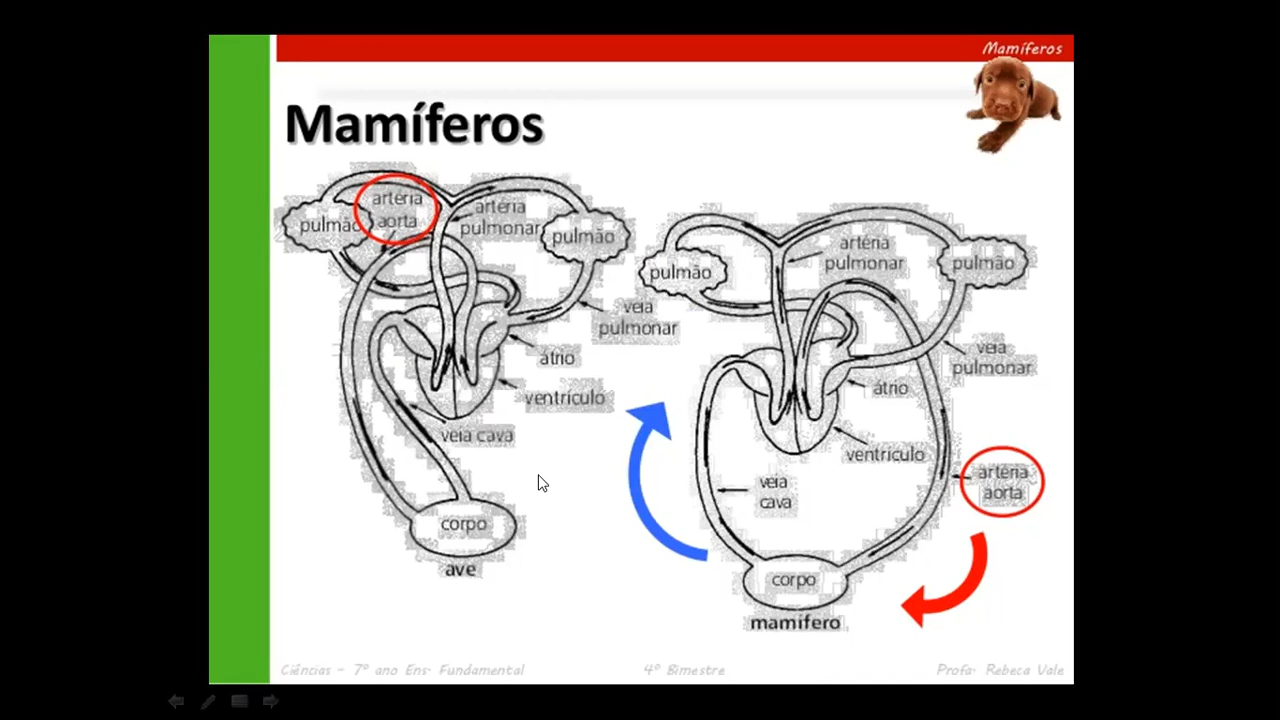 Mamíferos
Mamíferos
artéria
aorta
pulmão
artéria
pulmonar
pulmão
veia
pulmonar
átrio
ventrículo
veia cava
corpo
ave
pulmão
artéria
pulmonar
pulmão
veia
pulmonar
átrio
ventrículo
artéria
aorta
veia
cava
corpo
mamífero
Ciências - 7º ano Ens. Fundamental
4º Bimestre
Profa. Rebeca Vale